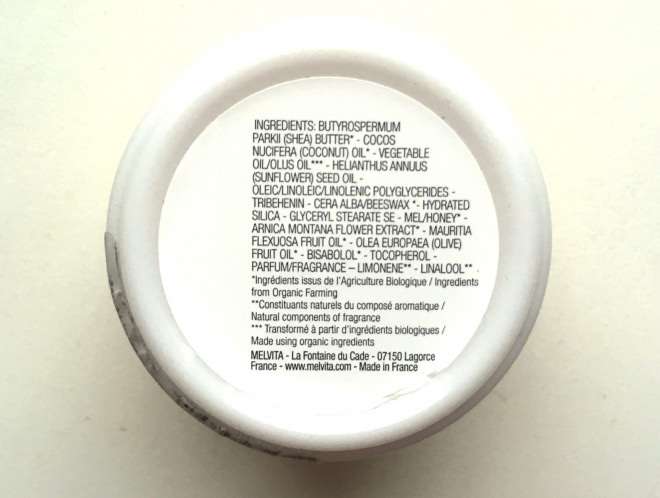 INGREDIENTS: BUTYROSPERMUM
PARKII (SHEA) BUTTER* - COCOS
NUCIFERA (COCONUT) OIL* - VEGETABLE
OIL/OLUS OIL*** - HELIANTHUS ANNUUS
(SUNFLOWER) SEED OIL -
OLEIC/LINOLEIC/LINOLENIC POLYGLYCERIDES -
TRIBEHENIN - CERA ALBA/BEESWAX *- HYDRATED
SILICA - GLYCERYL STEARATE SE - MEL/HONEY* -
ARNICA MONTANA FLOWER EXTRACT* - MAURITIA
FLEXUOSA FRUIT OIL* - OLEA EUROPAEA (OLIVE)
FRUIT OIL* - BISABOLOL* - TOCOPHEROL -
PARFUM/FRAGRANCE – LIMONENE** - LINALOOL** .
*Ingrédients issus de l'Agriculture Biologique / Ingredients
from Organic Farming
**Constituants naturels du composé aromatique /
Natural components of fragrance
*** Transformé à partir d'ingrédients biologiques /
Made using organic ingredients
MELVITA - La Fontaine du Cade - 07150 Lagorce
France - www.melvita.com - Made in France